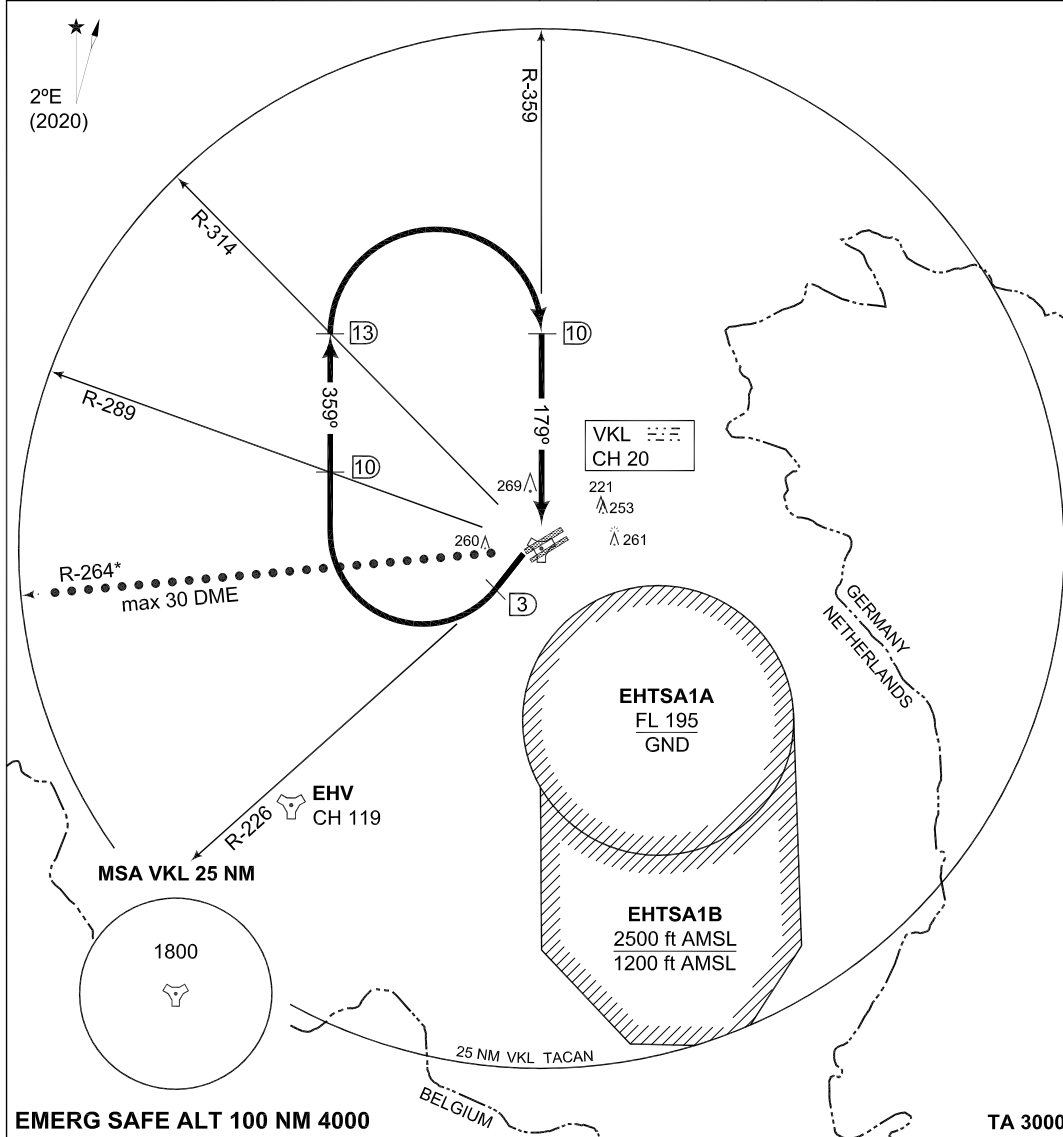 2ºE
(2020)
R-359
R-314
13
10
359º
179º
R-289
10
VKL
CH 20
269
221
253
260
261
R-264*
max 30 DME
3
GERMANY
NETHERLANDS
EHTSA1A
FL 195
GND
EHV
CH 119
R-226
MSA VKL 25 NM
1800
EHTSA1B
2500 ft AMSL
1200 ft AMSL
25 NM VKL TACAN
BELGIUM
EMERG SAFE ALT 100 NM 4000
TA 3000